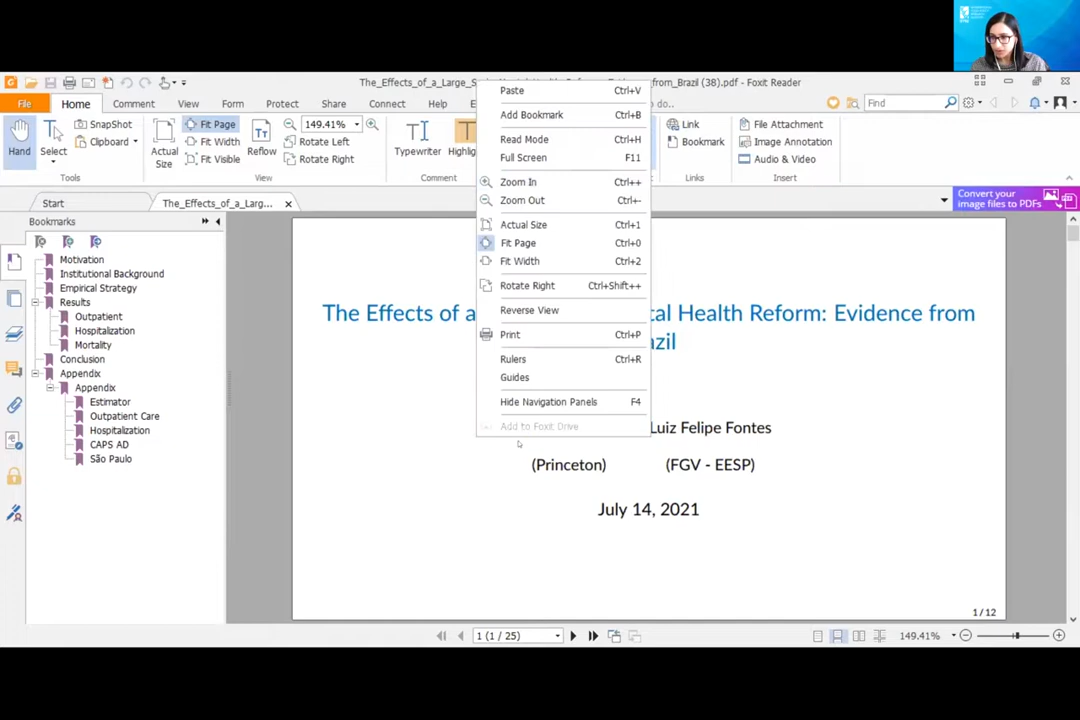 The_Effects_of_a_Large_S
from_Brazil (38).pdf - Foxit Reader
File
Home
Comment
View
Form
Protect
Share
Connect
Help
do..
Find
Hand
Select
SnapShot
Clipboard
Tools
Actual
Size
Fit Page
Fit Width
Fit Visible
Reflow
149.41%
Rotate Left
Rotate Right
View
Typewriter
Highlig
Comment
Link
Bookmark
Links
File Attachment
Image Annotation
Audio & Video
Insert
Start
The_Effects_of_a_Larg...
Convert your
image files to PDFs
Bookmarks
Motivation
Institutional Background
Empirical Strategy
Results
Outpatient
Hospitalization
Mortality
Conclusion
Appendix
Appendix
Estimator
Outpatient Care
Hospitalization
CAPS AD
São Paulo
Paste Ctrl+V
Add Bookmark Ctrl+B
Read Mode Ctrl+H
Full Screen F11
Zoom In Ctrl++
Zoom Out Ctrl+-
Actual Size Ctrl+1
Fit Page Ctrl+0
Fit Width Ctrl+2
Rotate Right Ctrl+Shift++
Reverse View
Print Ctrl+P
Rulers Ctrl+R
Guides
Hide Navigation Panels F4
Add to Foxit Drive
The Effects of a tal Health Reform: Evidence from
azil
Luiz Felipe Fontes
(Princeton) (FGV - EESP)
July 14, 2021
1 / 12
1 (1 / 25)
149.41%